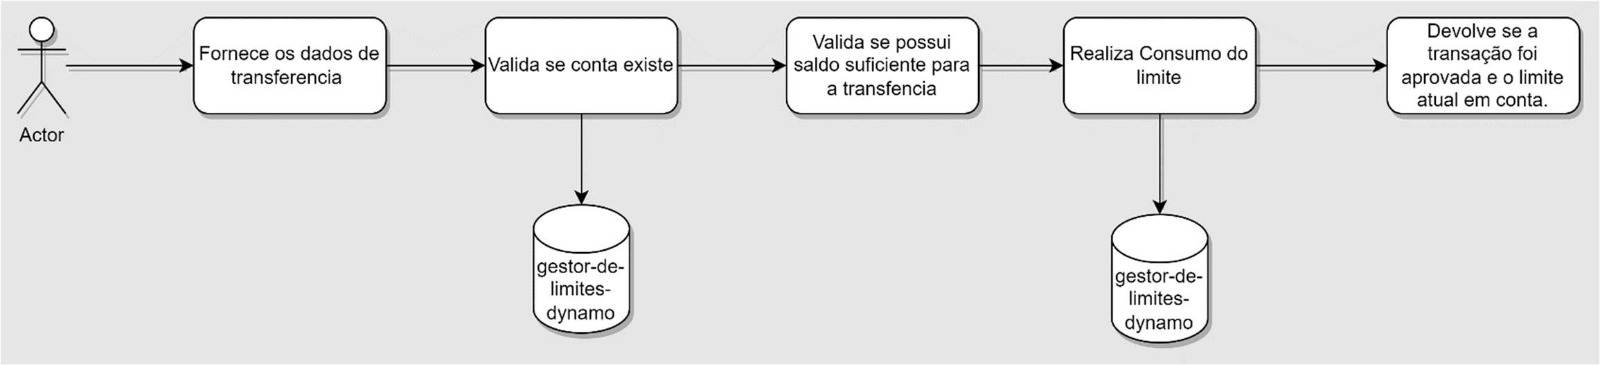 Actor
Fornece os dados de
transferencia
Valida se conta existe
Valida se possui
saldo suficiente para
a transfencia
Realiza Consumo do
limite
Devolve se a
transação foi
aprovada e o limite
atual em conta.
gestor-de-
limites-
dynamo
gestor-de-
limites-
dynamo